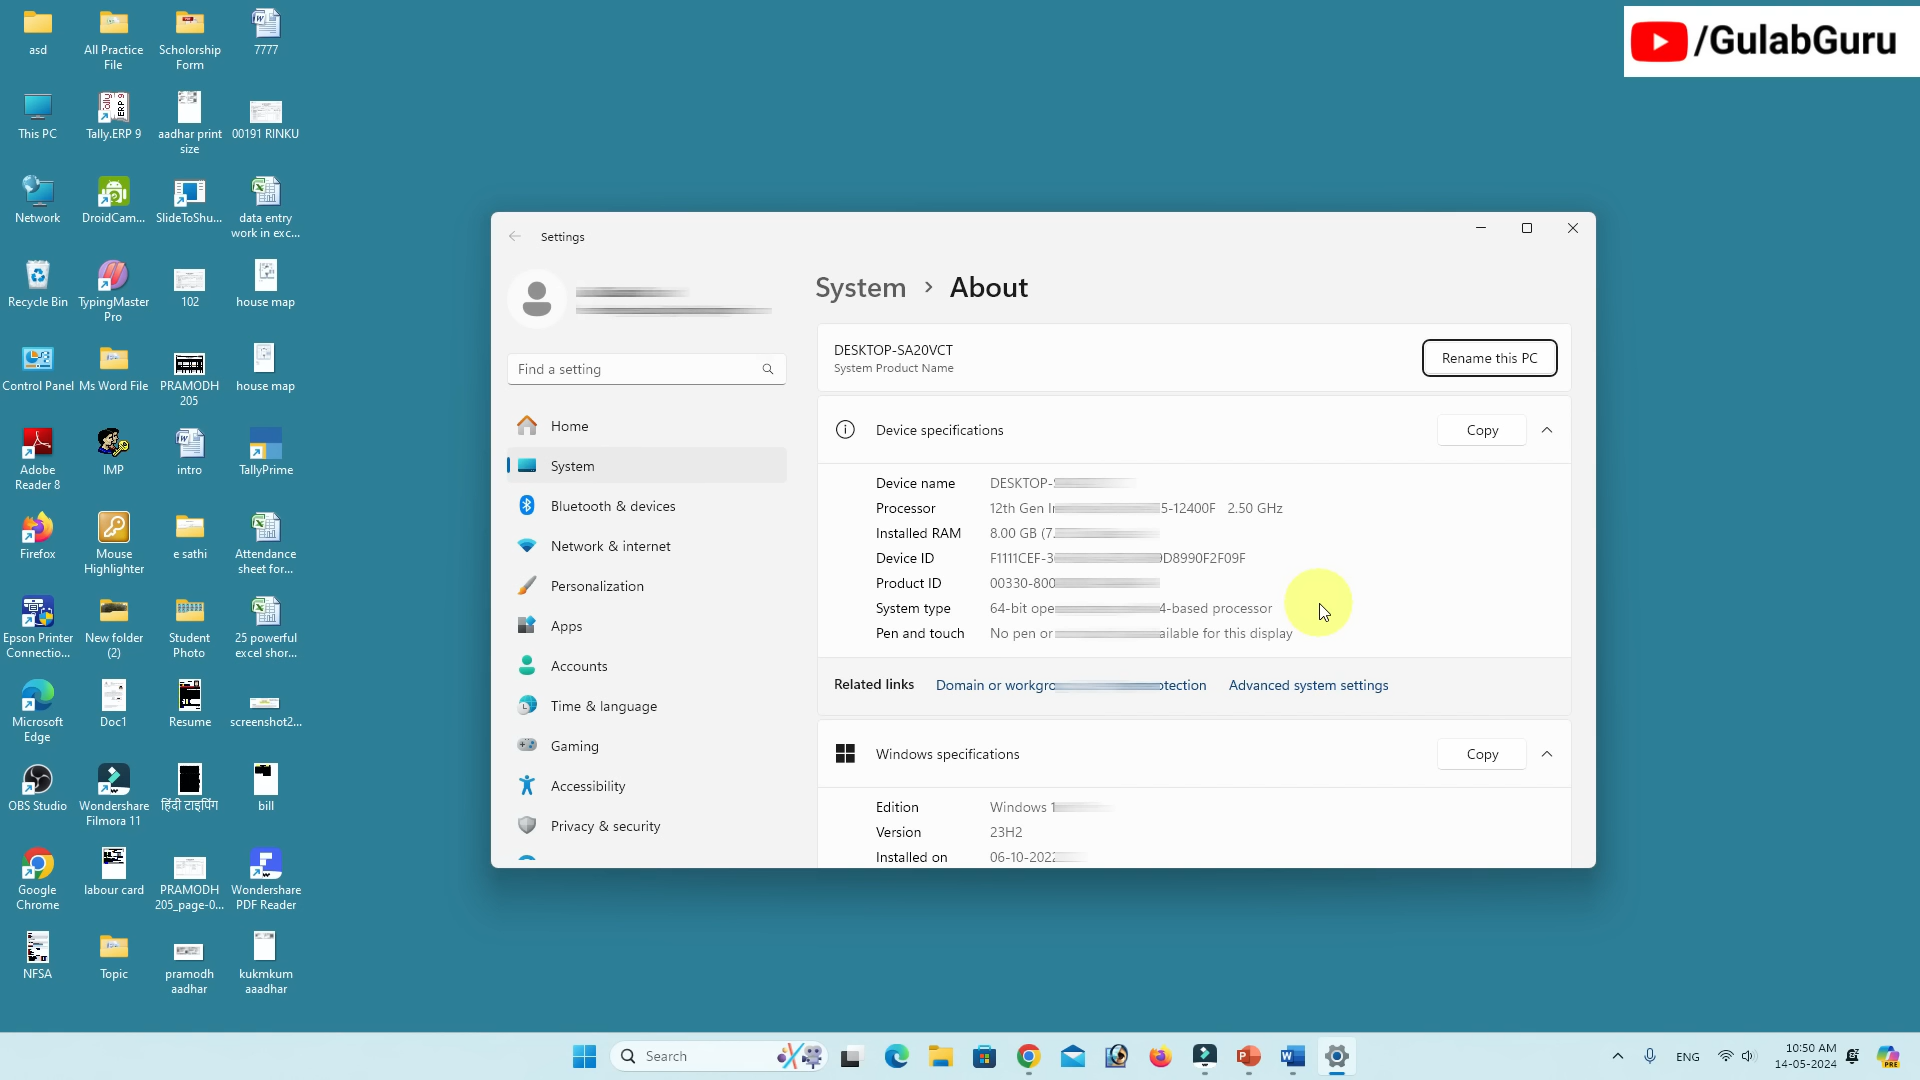 asd
All Practice
File
Scholorship
Form
7777
This PC
Tally.ERP 9
aadhar print
size
00191 RINKU
Network
DroidCam...
SlideToShu...
data entry
work in exc...
Recycle Bin
TypingMaster
Pro
102
house map
Control Panel
Ms Word File
PRAMODH
205
house map
Adobe
Reader 8
IMP
intro
TallyPrime
Firefox
Mouse
Highlighter
e sathi
Attendance
sheet for...
Epson Printer
Connectio...
New folder
(2)
Student
Photo
25 powerful
excel shor...
Microsoft
Edge
Doc1
Resume
screenshot2...
OBS Studio
Wondershare
Filmora 11
हिंदी टाइपिंग
bill
Google
Chrome
labour card
PRAMODH
205_page-0...
Wondershare
PDF Reader
NFSA
Topic
pramodh
aadhar
kukmkum
aaadhar
/GulabGuru
Settings
Find a setting
Home
System
Bluetooth & devices
Network & internet
Personalization
Apps
Accounts
Time & language
Gaming
Accessibility
Privacy & security
System > About
DESKTOP-SA20VCT
System Product Name
Rename this PC
Device specifications
Copy
Device name DESKTOP-
Processor 12th Gen 5-12400F 2.50 GHz
Installed RAM 8.00 GB (7.
Device ID F1111CEF-3 D8990F2F09F
Product ID 00330-800
System type 64-bit 4-based processor
Pen and touch No pen or for this display
Related links Domain or Advanced system settings
Windows specifications
Copy
Edition Windows
Version 23H2
Installed on 06-10-2022
Search
ENG
10:50 AM
14-05-2024
PRE